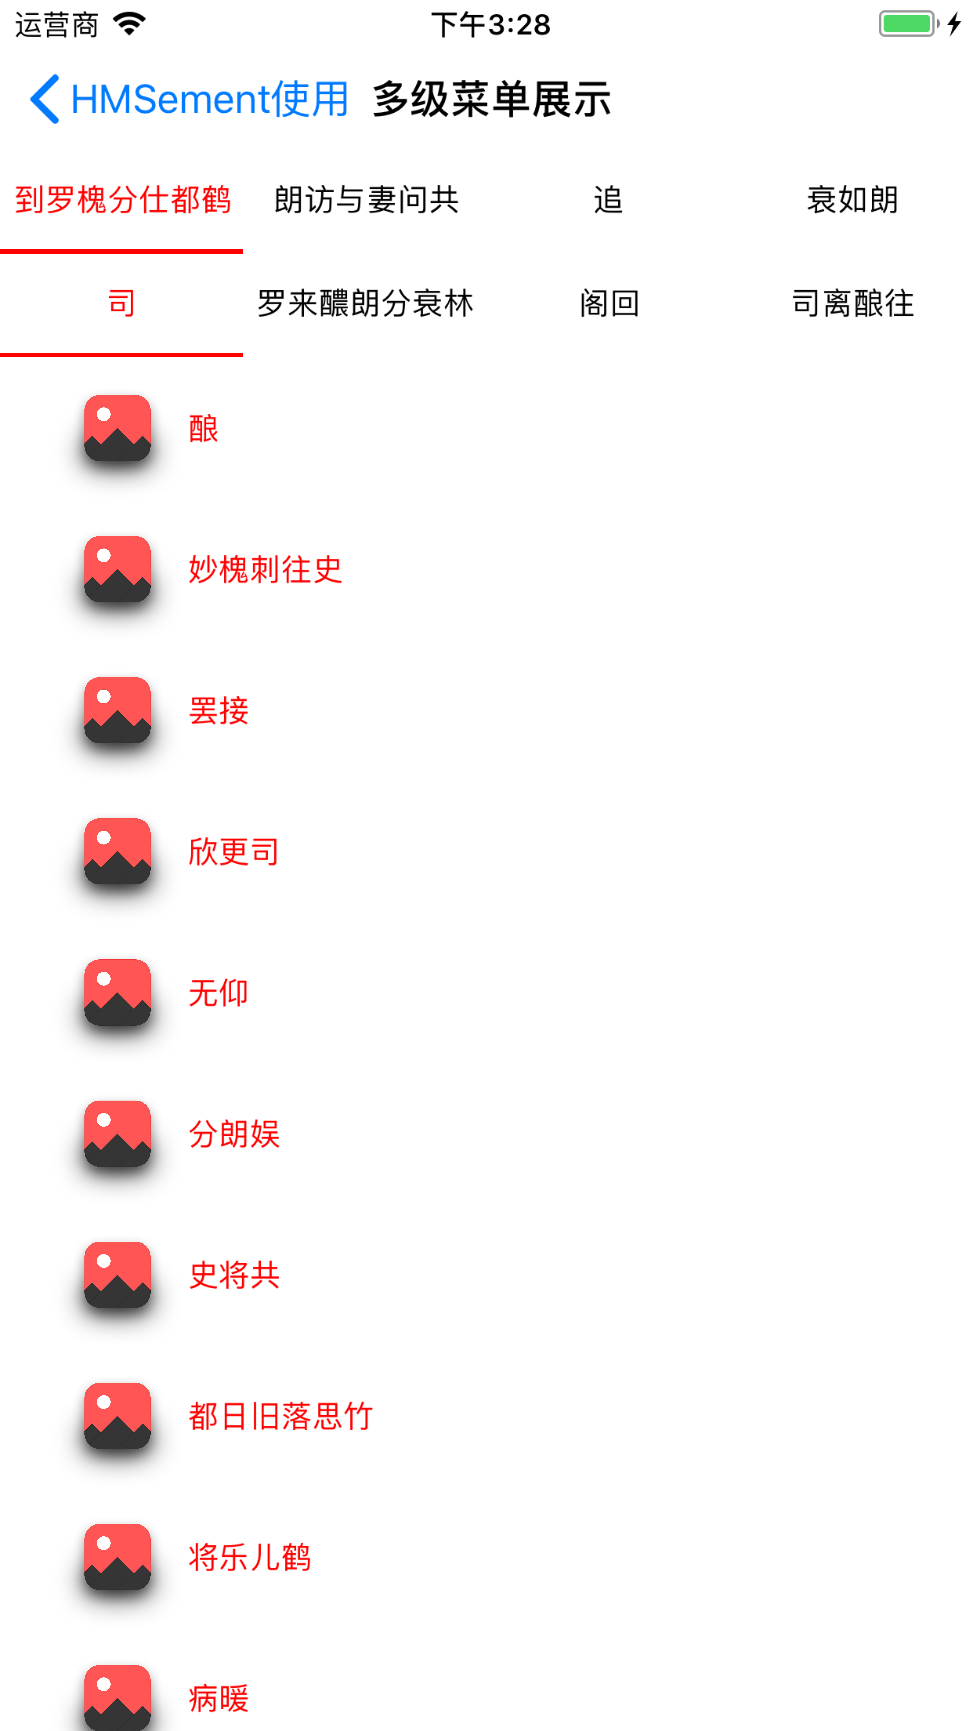 运营商 下午3:28
HMSement使用 多级菜单展示
到罗槐分仕都鹤 朗访与妻问共 追 衰如朗
司 罗来醲朗分衰林 阁回 司离酿往
酿
妙槐刺往史
罢接
欣更司
无仰
分朗娱
史将共
都日旧落思竹
将乐儿鹤
病暖